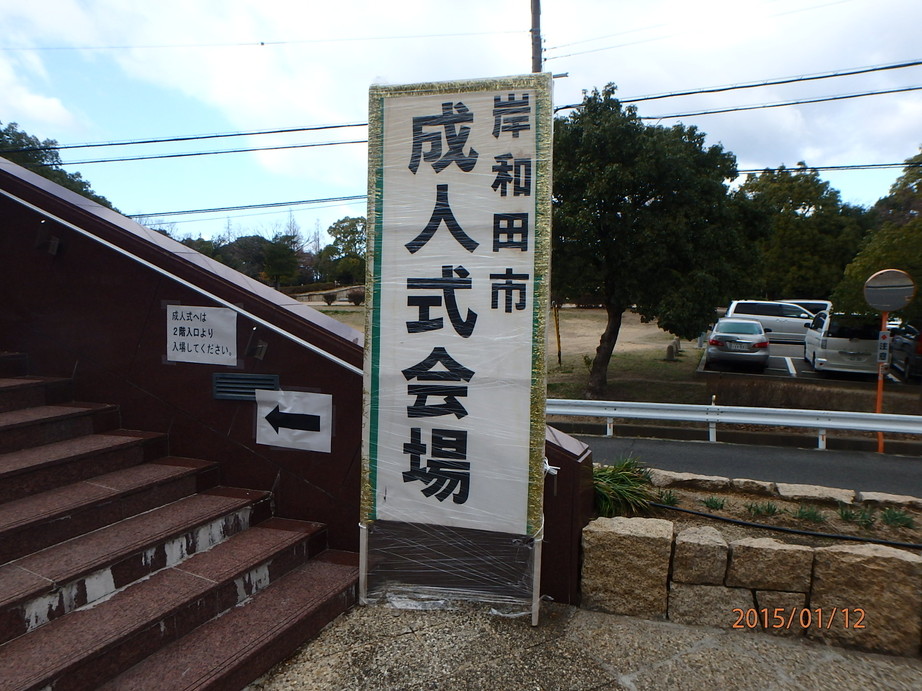 岸和田市
成人式会場
成人式へは
2階入口より
入場してください。
2015/01/12